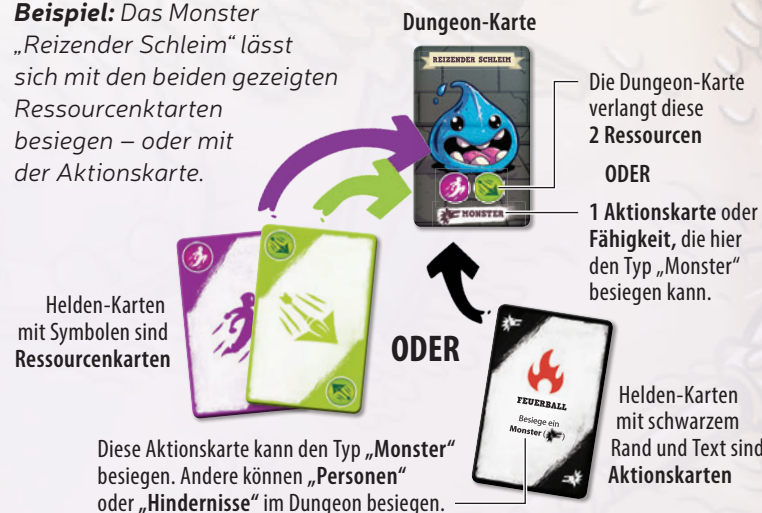 Beispiel: Das Monster
„Reizender Schleim“ lässt
sich mit den beiden gezeigten
Ressourcenktarten
besiegen – oder mit
der Aktionskarte.
Dungeon-Karte
REIZENDER SCHLEIM
MONSTER
Die Dungeon-Karte
verlangt diese
2 Ressourcen
ODER
1 Aktionskarte oder
Fähigkeit, die hier
den Typ „Monster“
besiegen kann.
Helden-Karten
mit Symbolen sind
Ressourcenkarten
ODER
FEUERBALL
Besiege ein
Monster ( )
Helden-Karten
mit schwarzem
Rand und Text sind
Aktionskarten
Diese Aktionskarte kann den Typ „Monster“
besiegen. Andere können „Personen“
oder „Hindernisse“ im Dungeon besiegen.